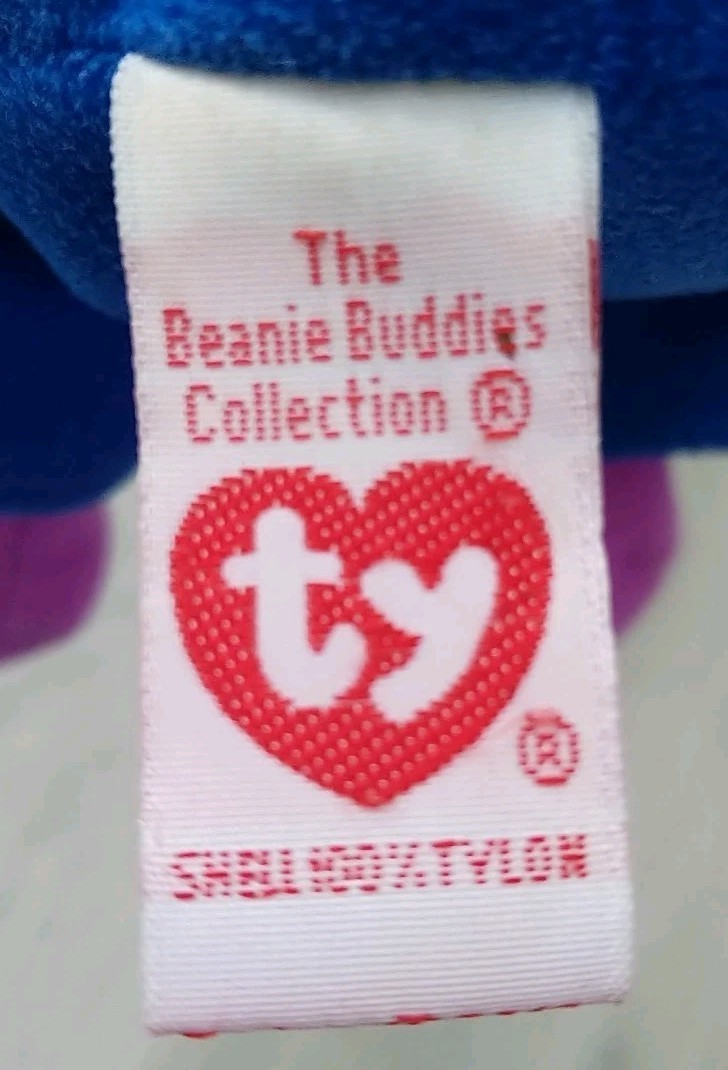 The
Beanie Buddies
Collection ®
ty
®
SHELL 100% TYLON